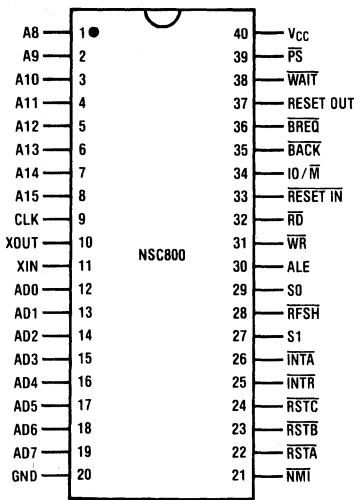 A8 1 40 VCC
A9 2 39 PS
A10 3 38 WAIT
A11 4 37 RESET OUT
A12 5 36 BREQ
A13 6 35 BACK
A14 7 34 IO/M
A15 8 33 RESET IN
CLK 9 32 RD
XOUT 10 31 WR
XIN 11 NSC800 30 ALE
AD0 12 29 S0
AD1 13 28 RFSH
AD2 14 27 S1
AD3 15 26 INTA
AD4 16 25 INTR
AD5 17 24 RSTC
AD6 18 23 RSTB
AD7 19 22 RSTA
GND 20 21 NMI